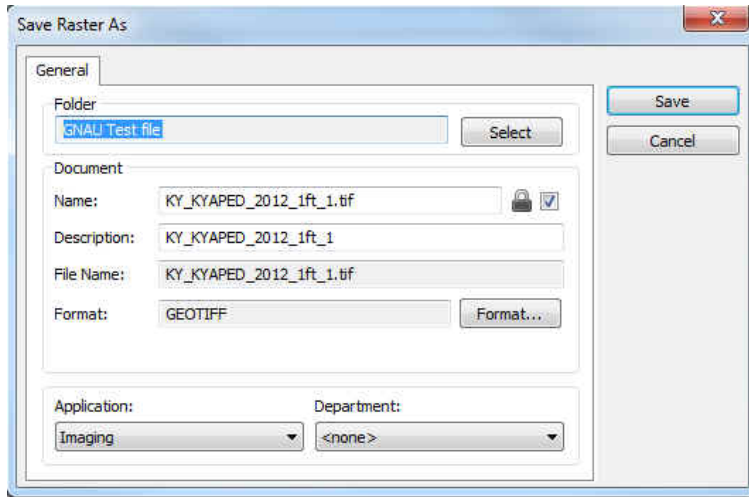 Save Raster As
General
Folder
GNAU Test file
Select
Save
Cancel
Document
Name: KY_KYAPED_2012_1ft_1.tif
Description: KY_KYAPED_2012_1ft_1
File Name: KY_KYAPED_2012_1ft_1.tif
Format: GEOTIFF Format...
Application: Department:
Imaging <none>